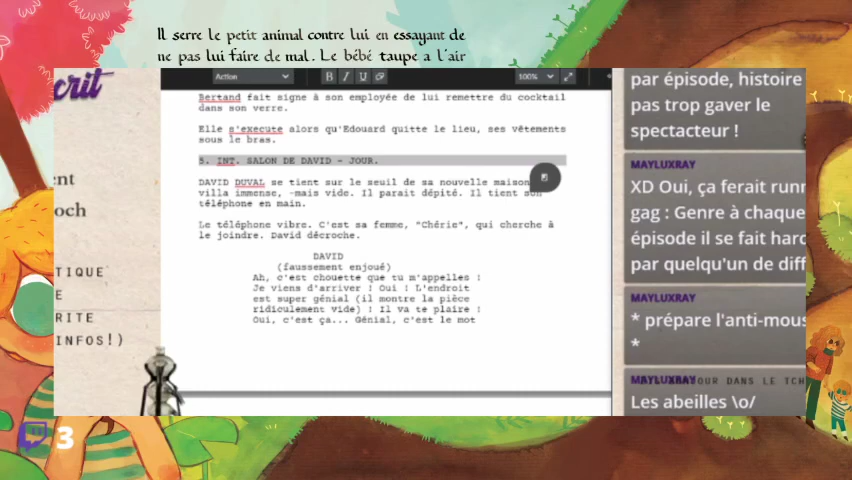 Il serre le petit animal contre lui en essayant de
ne pas lui faire de mal. Le bébé taupe a l'air
crit
Action
B I U
100%
Bertand fait signe à son employée de lui remettre du cocktail
dans son verre.
Elle s'execute alors qu'Edouard quitte le lieu, ses vêtements
sous le bras.
5. INT. SALON DE DAVID - JOUR.
DAVID DUVAL se tient sur le seuil de sa nouvelle maison
villa immense, -mais vide. Il parait dépité. Il tient son
téléphone en main.
Le téléphone vibre. C'est sa femme, "Chérie", qui cherche à
le joindre. David décroche.
DAVID
(faussement enjoué)
Ah, c'est chouette que tu m'appelles !
Je viens d'arriver ! Oui ! L'endroit
est super génial (il montre la pièce
ridiculement vide) ! Il va te plaire !
Oui, c'est ça... Génial, c'est le mot
ent
och
TIQUE
E
RITE
INFOS!)
par épisode, histoire
pas trop gaver le
spectacteur !
MAYLUXRAY
XD Oui, ça ferait runn
gag : Genre à chaque
épisode il se fait harc
par quelqu'un de diff
MAYLUXRAY
* prépare l'anti-mous
*
MAYLUXRAY
OUR DANS LE TCH
Les abeilles \o/
3